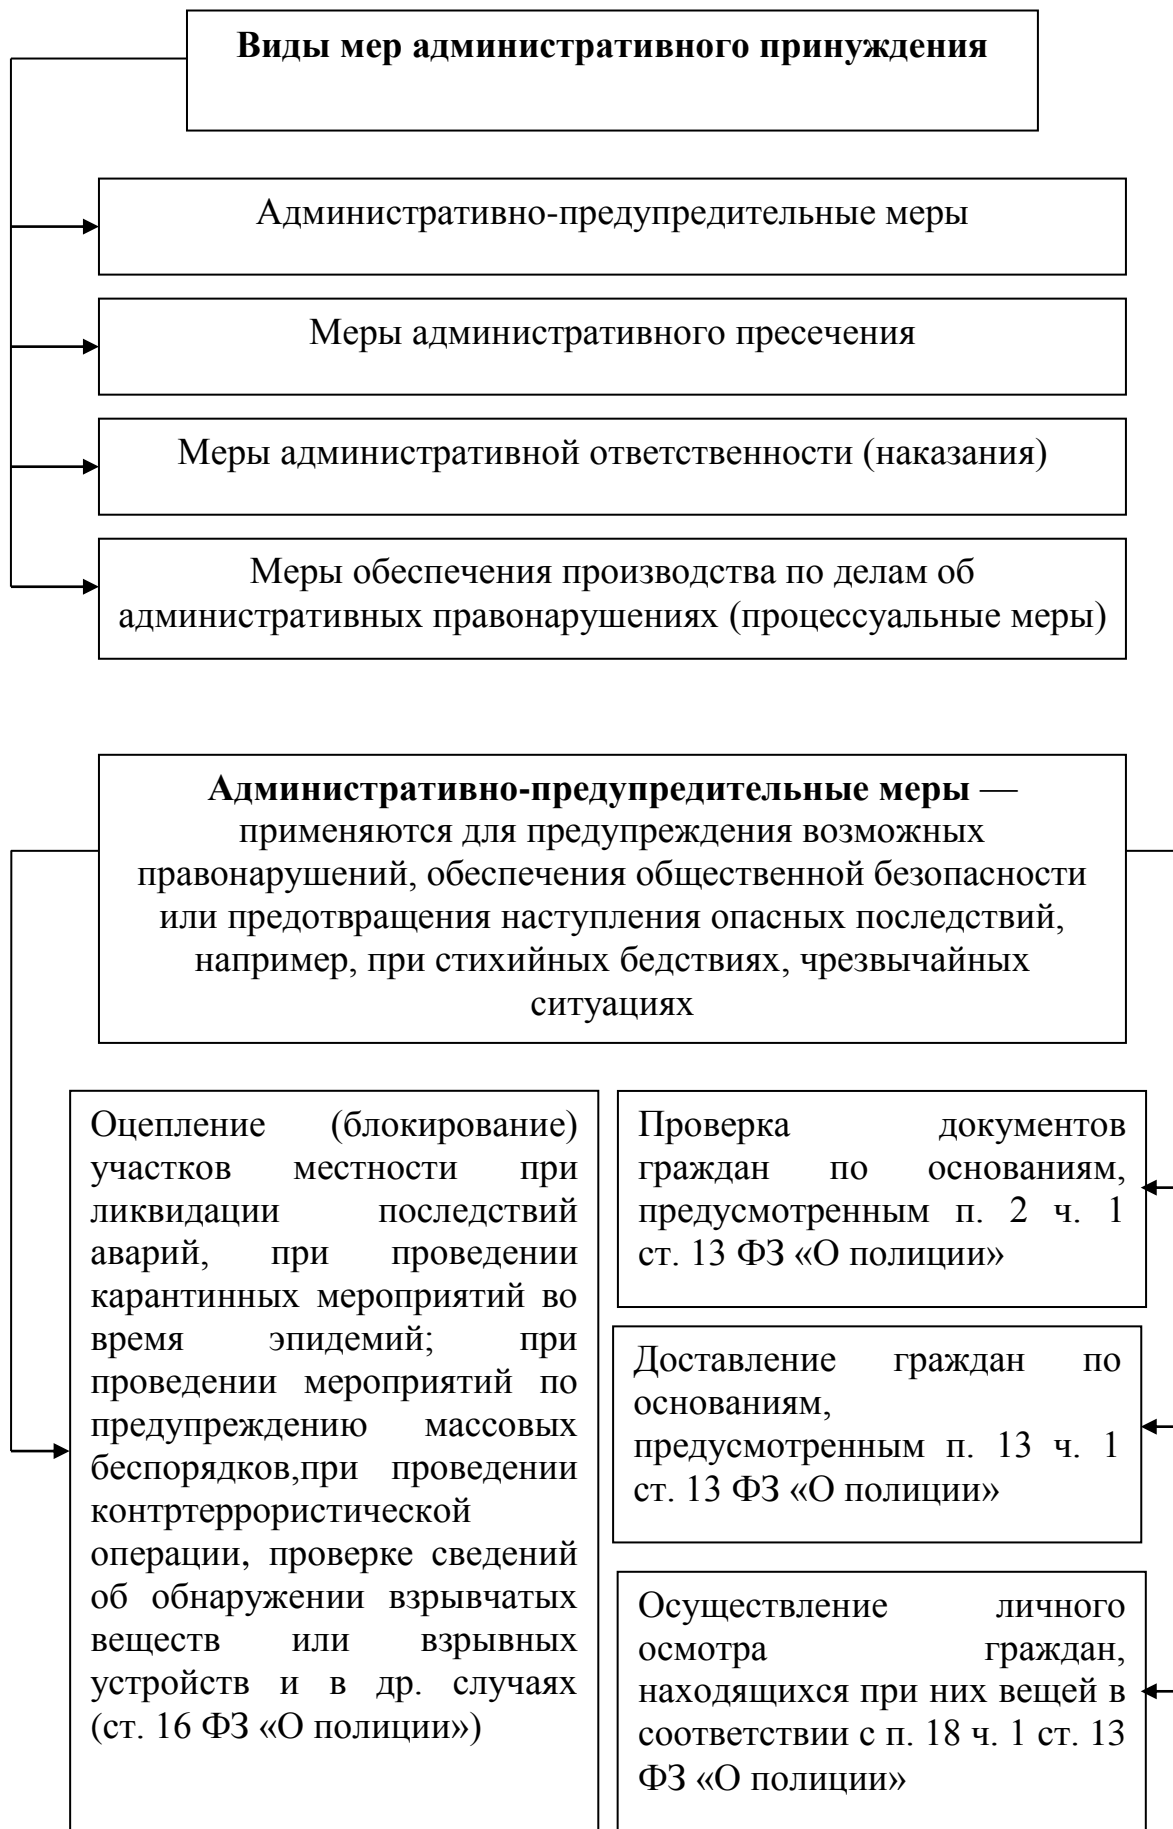 Виды мер административного принуждения
Административно-предупредительные меры
Меры административного пресечения
Меры административной ответственности (наказания)
Меры обеспечения производства по делам об
административных правонарушениях (процессуальные меры)
Административно-предупредительные меры —
применяются для предупреждения возможных
правонарушений, обеспечения общественной безопасности
или предотвращения наступления опасных последствий,
например, при стихийных бедствиях, чрезвычайных
ситуациях
Оцепление (блокирование)
участков местности при
ликвидации последствий
аварий, при проведении
карантинных мероприятий во
время эпидемий; при
проведении мероприятий по
предупреждению массовых
беспорядков,при проведении
контртеррористической
операции, проверке сведений
об обнаружении взрывчатых
веществ или взрывных
устройств и в др. случаях
(ст. 16 ФЗ «О полиции»)
Проверка документов
граждан по основаниям,
предусмотренным п. 2 ч. 1
ст. 13 ФЗ «О полиции»
Доставление граждан по
основаниям,
предусмотренным п. 13 ч. 1
ст. 13 ФЗ «О полиции»
Осуществление личного
осмотра граждан,
находящихся при них вещей в
соответствии с п. 18 ч. 1 ст. 13
ФЗ «О полиции»